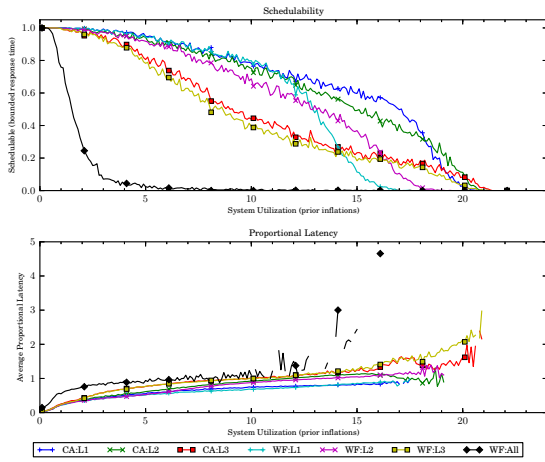 Schedulability
Schedulable (bounded response time)
1.0
0.8
0.6
0.4
0.2
0.0
0
5
10
15
20
System Utilization (prior inflations)
Proportional Latency
Average Proportional Latency
5
4
3
2
1
0
0
5
10
15
20
System Utilization (prior inflations)
CA:L1
CA:L2
CA:L3
WF:L1
WF:L2
WF:L3
WF:All